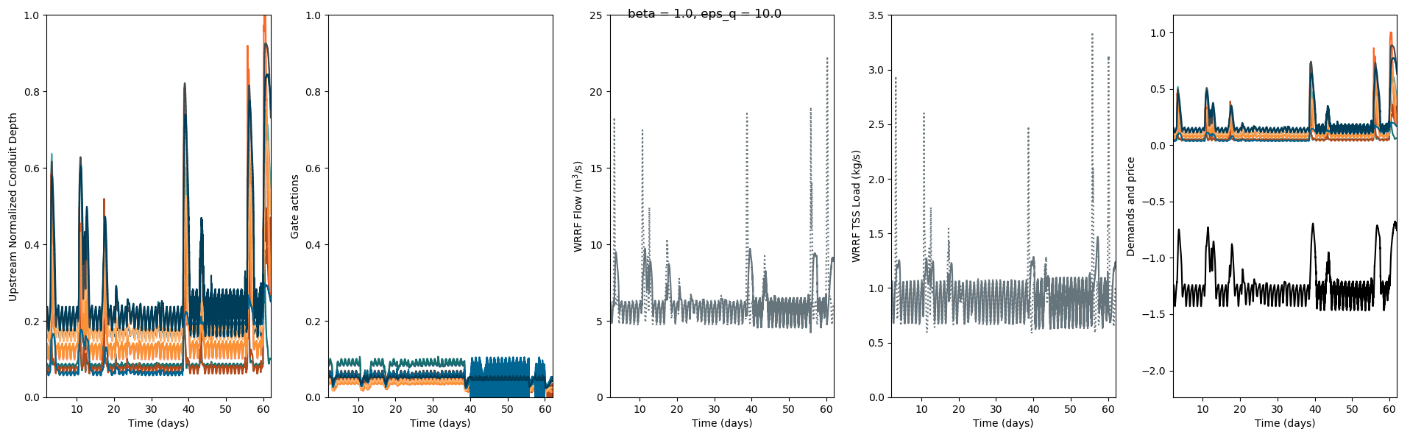 beta = 1.0, eps_q = 10.0
Upstream Normalized Conduit Depth
1.0
0.8
0.6
0.4
0.2
0.0
10 20 30 40 50 60
Time (days)
Gate actions
1.0
0.8
0.6
0.4
0.2
0.0
10 20 30 40 50 60
Time (days)
WRRF Flow (m³/s)
25
20
15
10
5
0
10 20 30 40 50 60
Time (days)
WRRF TSS Load (kg/s)
3.5
3.0
2.5
2.0
1.5
1.0
0.5
0.0
10 20 30 40 50 60
Time (days)
Demands and price
1.0
0.5
0.0
−0.5
−1.0
−1.5
−2.0
10 20 30 40 50 60
Time (days)